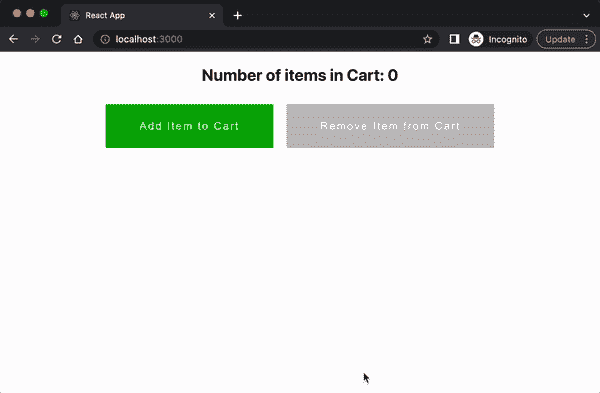 React App
localhost:3000
Incognito
Update
Number of items in Cart: 0
Add Item to Cart
Remove Item from Cart